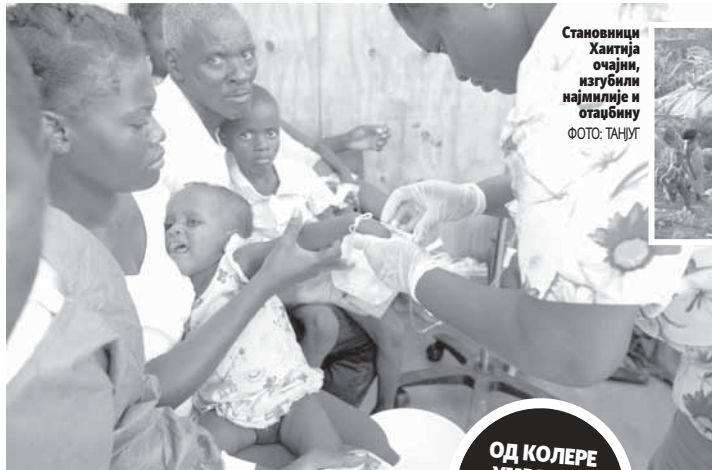 Становници
Хаитија
очајни,
изгубили
најмилије и
отаџбину
ФОТО: ТАНЈУГ
ОД КОЛЕРЕ